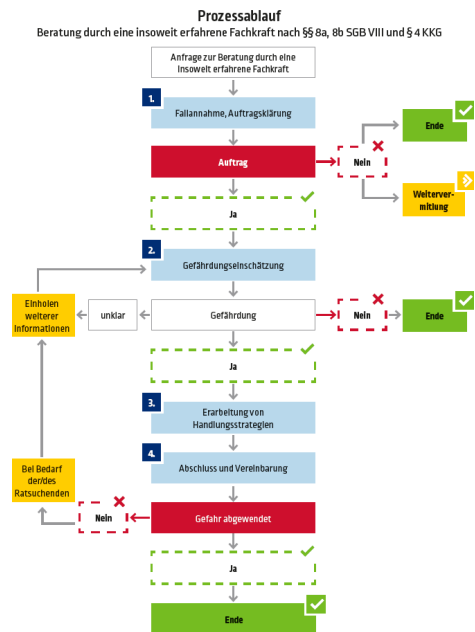 Prozessablauf
Beratung durch eine insoweit erfahrene Fachkraft nach §§ 8a, 8b SGB VIII und § 4 KKG
Anfrage zur Beratung durch eine
Insoweit erfahrene Fachkraft
1.
Fallannahme, Auftragsklärung
Ende
Auftrag
Nein
Weiterver-
mitlung
Ja
2.
Gefährdungseinschätzung
Einholen
weiterer
Informationen
unklar
Gefährdung
Nein
Ende
Ja
3.
Erarbeitung von
Handlungsstrategien
4.
Abschluss und Vereinbarung
Bei Bedarf
der/des
Ratsuchenden
Nein
Gefahr abgewendet
Ja
Ende